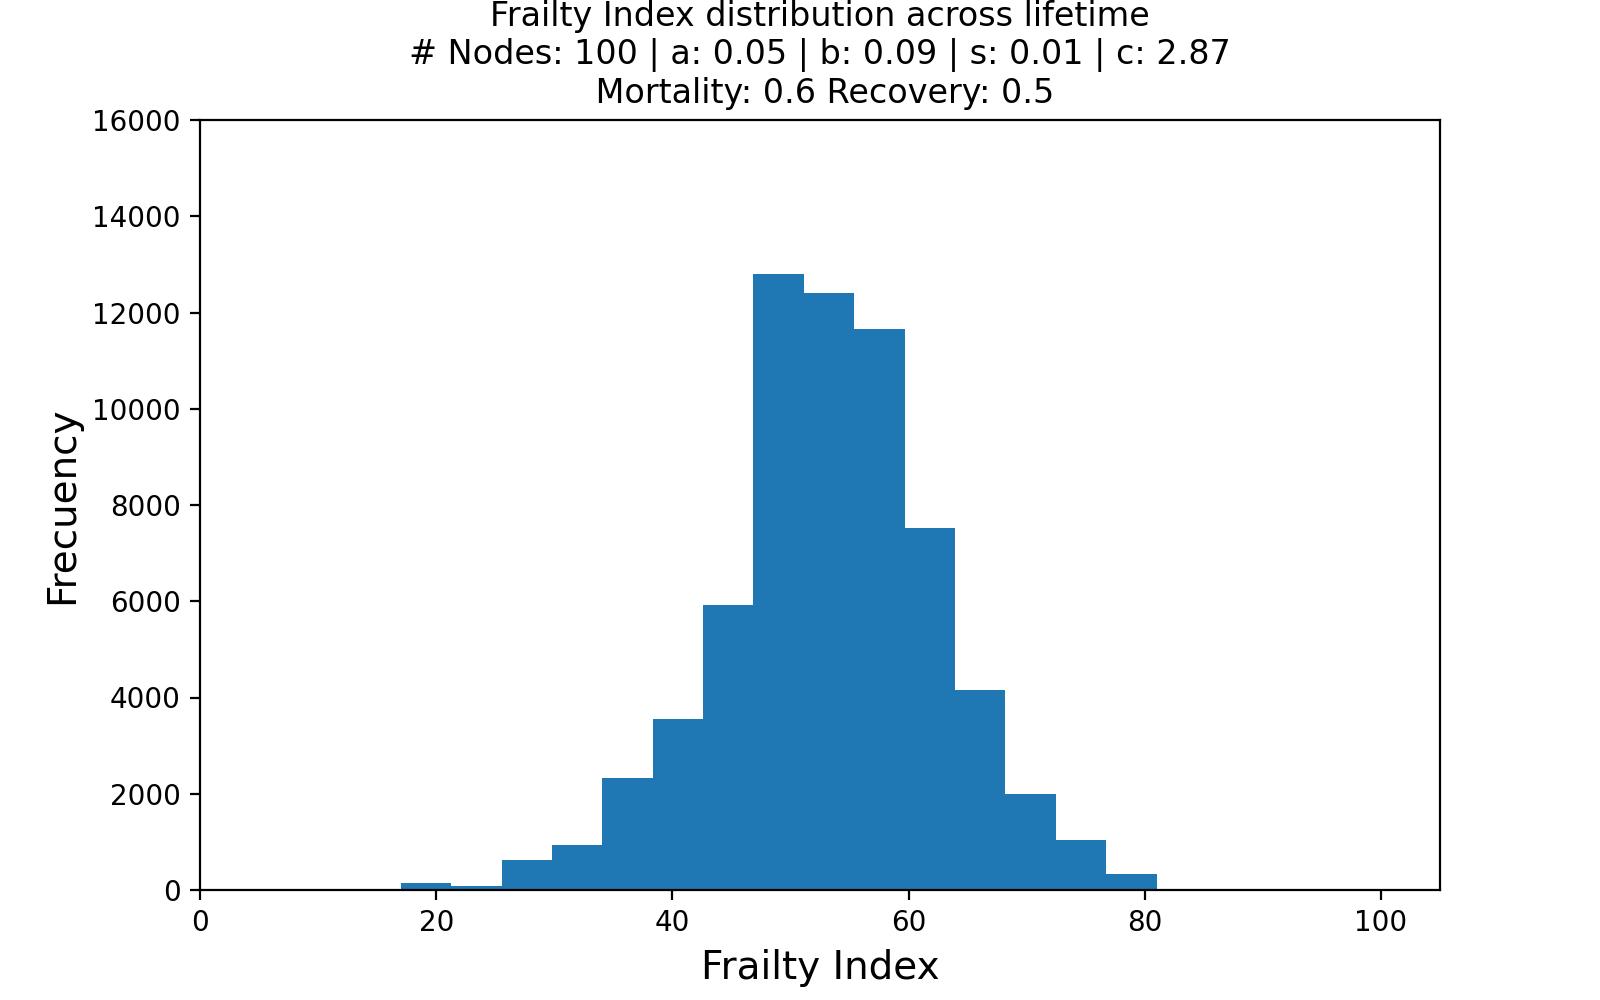 Frailty Index distribution across lifetime
# Nodes: 100 | a: 0.05 | b: 0.09 | s: 0.01 | c: 2.87
Mortality: 0.6 Recovery: 0.5
16000
14000
12000
10000
8000
6000
4000
2000
0
Frecuency
0 20 40 60 80 100
Frailty Index